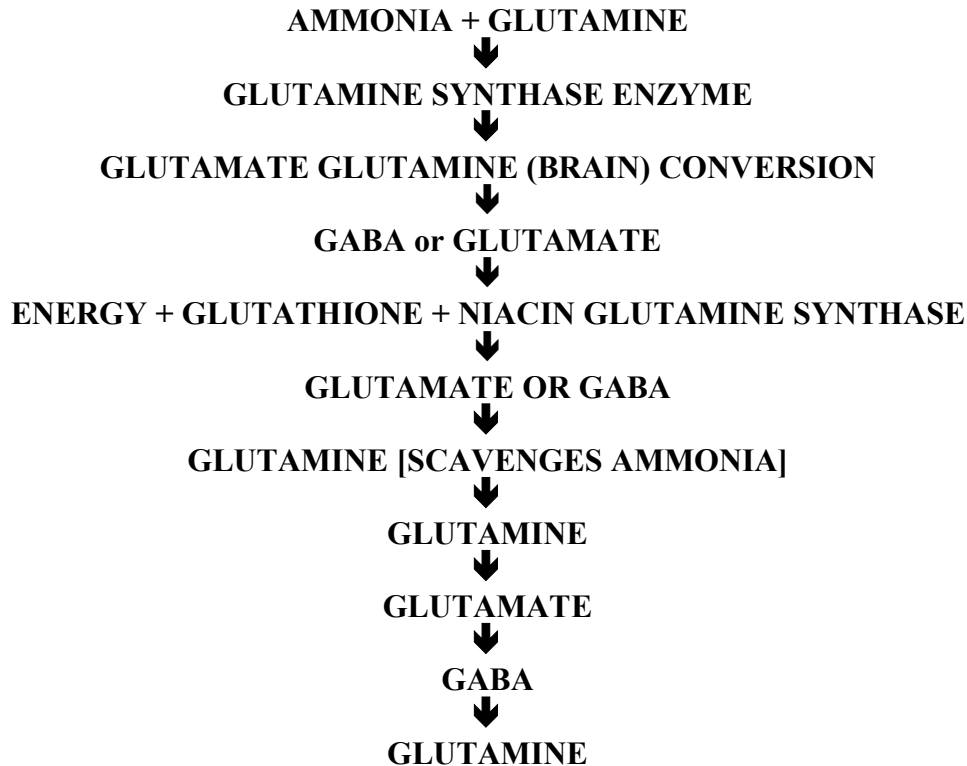 AMMONIA + GLUTAMINE
GLUTAMINE SYNTHASE ENZYME
GLUTAMATE GLUTAMINE (BRAIN) CONVERSION
GABA or GLUTAMATE
ENERGY + GLUTATHIONE + NIACIN GLUTAMINE SYNTHASE
GLUTAMATE OR GABA
GLUTAMINE [SCAVENGES AMMONIA]
GLUTAMINE
GLUTAMATE
GABA
GLUTAMINE